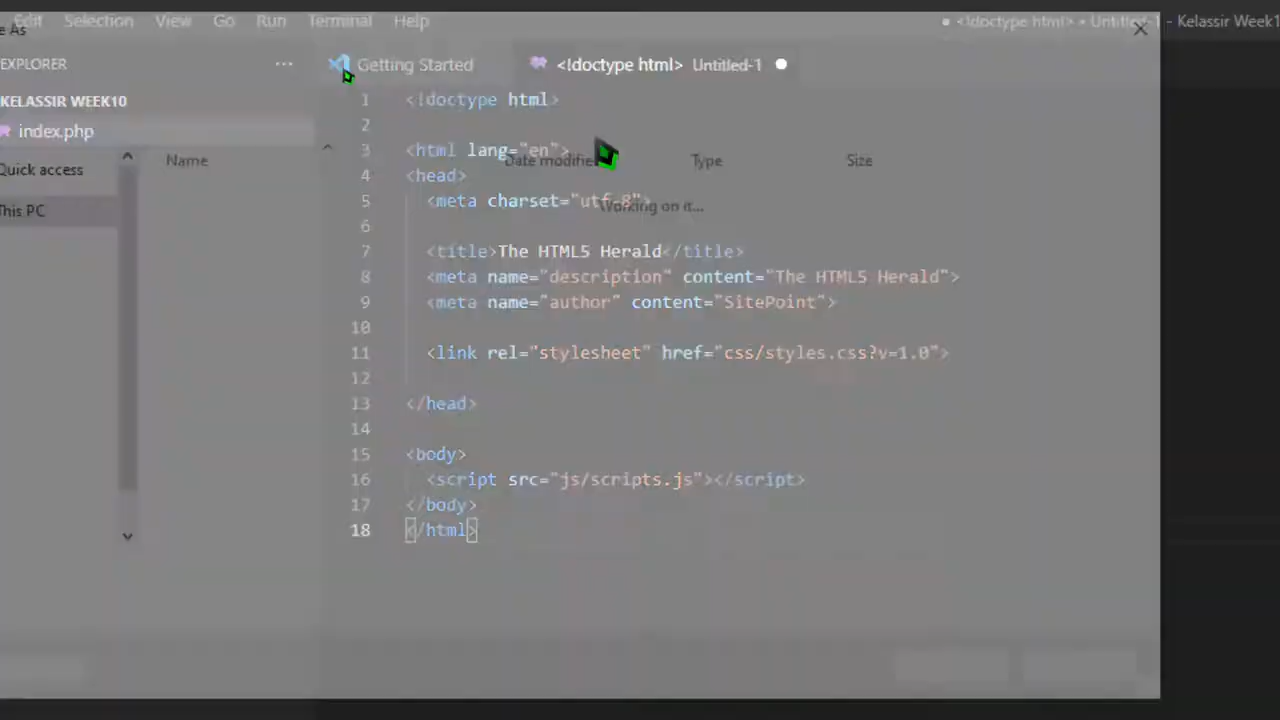 Edit Selection View Go Run Terminal Help
● <!doctype html> • Untitled-1 - Kelassir Week1
e As
EXPLORER ···
Getting Started
<!doctype html> Untitled-1 ●
KELASSIR WEEK10
index.php
Quick access
This PC
Name Date modifie Type Size
Working on it...
1 <!doctype html>
2
3 <html lang="en">
4 <head>
5 <meta charset="utf-8">
6
7 <title>The HTML5 Herald</title>
8 <meta name="description" content="The HTML5 Herald">
9 <meta name="author" content="SitePoint">
10
11 <link rel="stylesheet" href="css/styles.css?v=1.0">
12
13 </head>
14
15 <body>
16 <script src="js/scripts.js"></script>
17 </body>
18 </html>